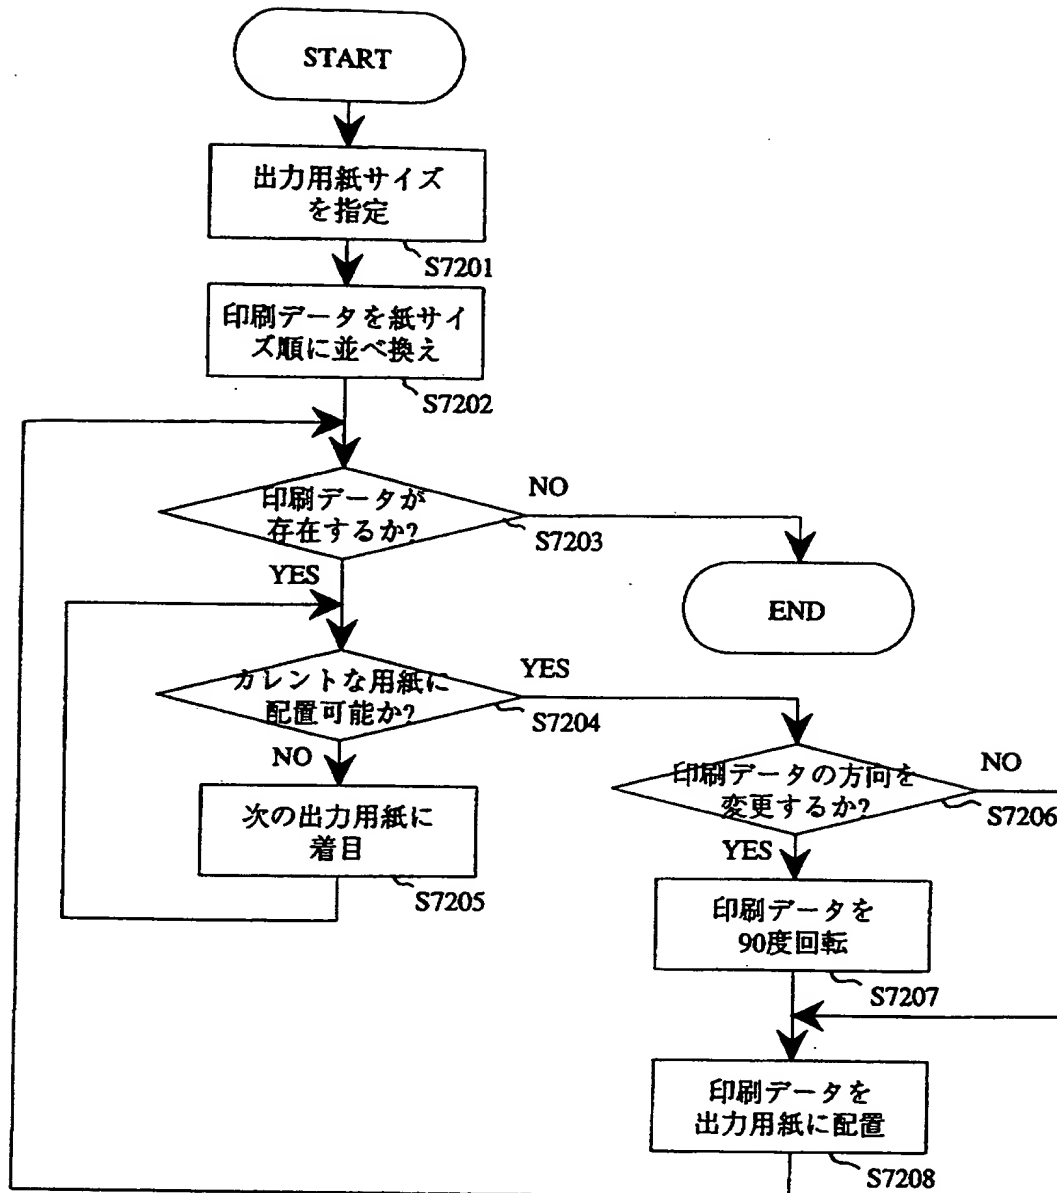 START
出力用紙サイズ
を指定
S7201
印刷データを紙サイ
ズ順に並べ換え
S7202
印刷データが
存在するか?
NO
S7203
YES
END
カレントな用紙に
配置可能か?
YES
S7204
NO
次の出力用紙に
着目
S7205
印刷データの方向を
変更するか?
NO
S7206
YES
印刷データを
90度回転
S7207
印刷データを
出力用紙に配置
S7208